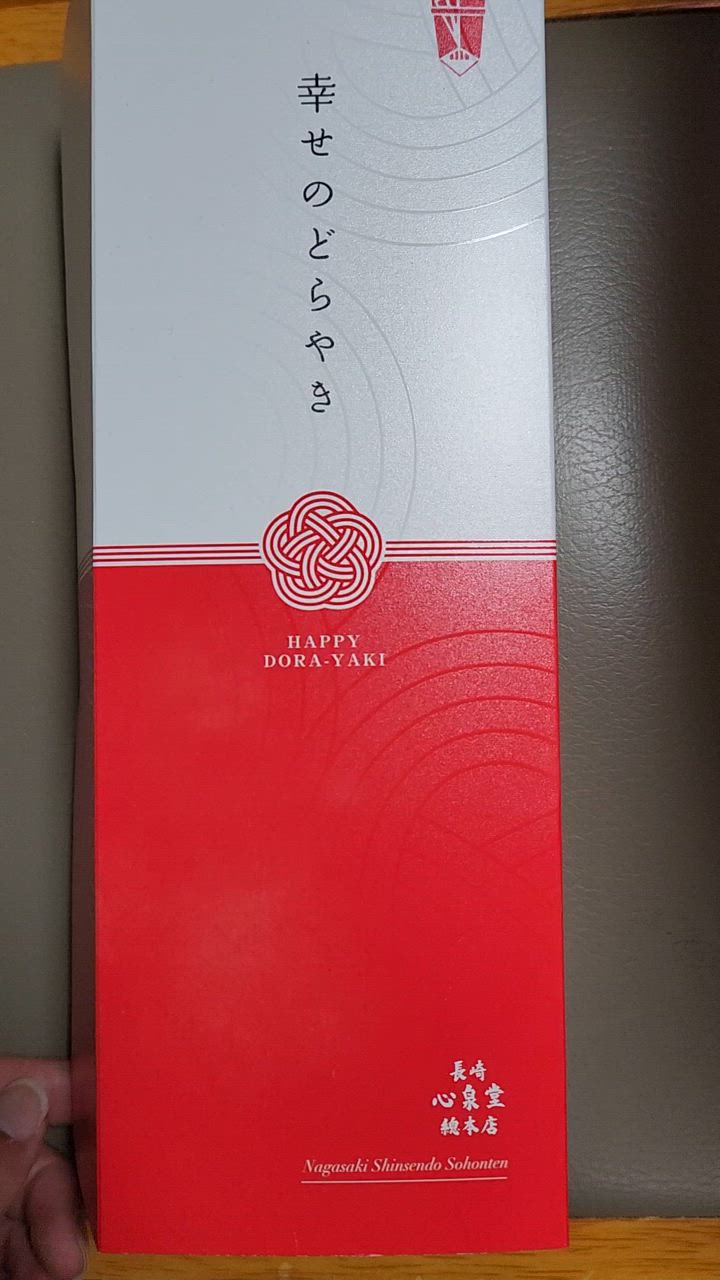 幸せのどらやき
HAPPY
DORA-YAKI
長崎
心泉堂
總本店
Nagasaki Shinsendo Sohonten